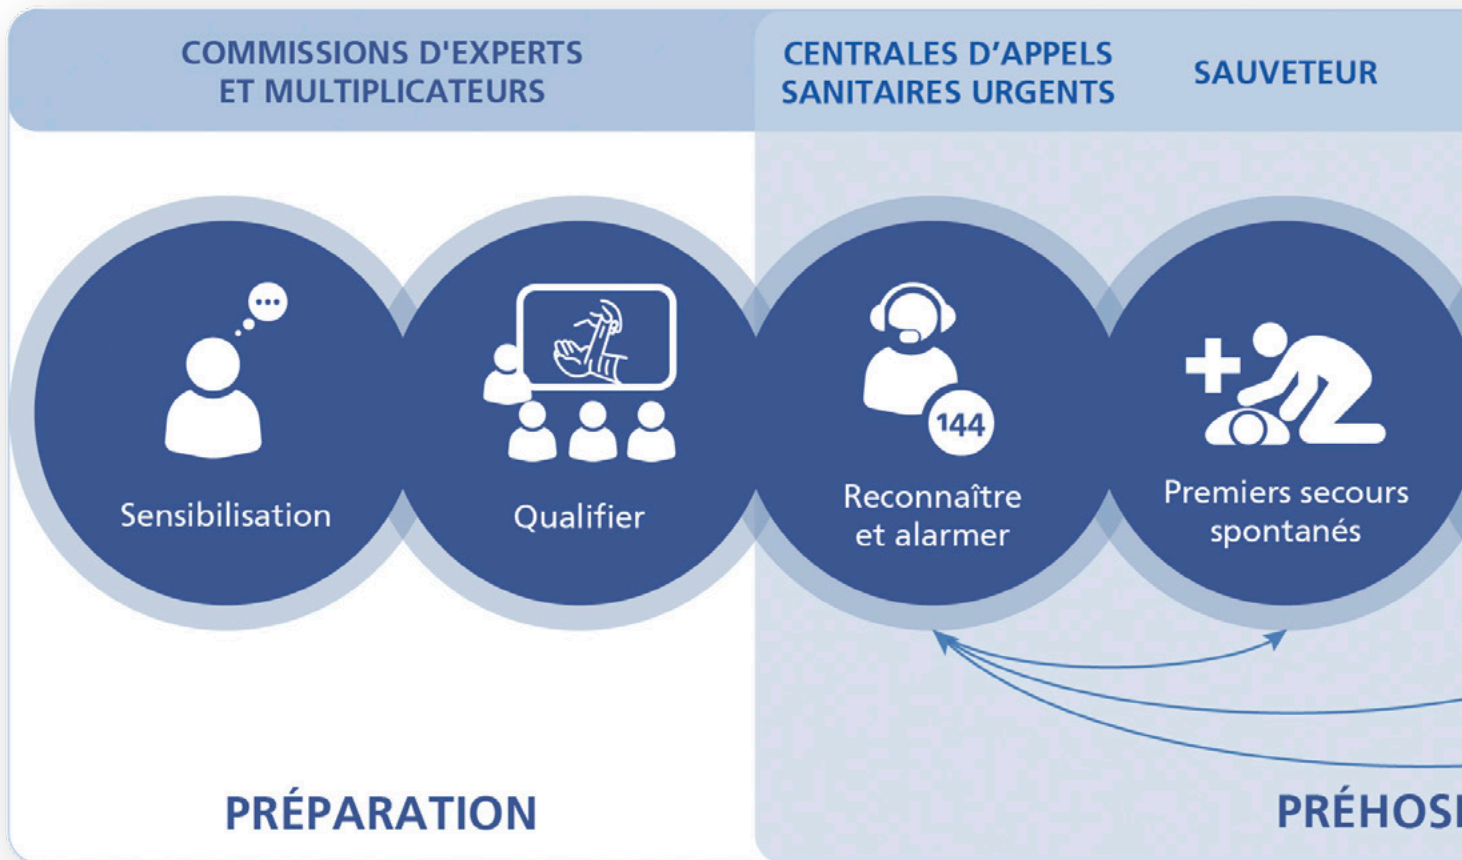 COMMISSIONS D'EXPERTS
ET MULTIPLICATEURS
CENTRALES D’APPELS
SANITAIRES URGENTS
SAUVETEUR
144
Sensibilisation
Qualifier
Reconnaître
et alarmer
Premiers secours
spontanés
PRÉPARATION
PRÉHOSP